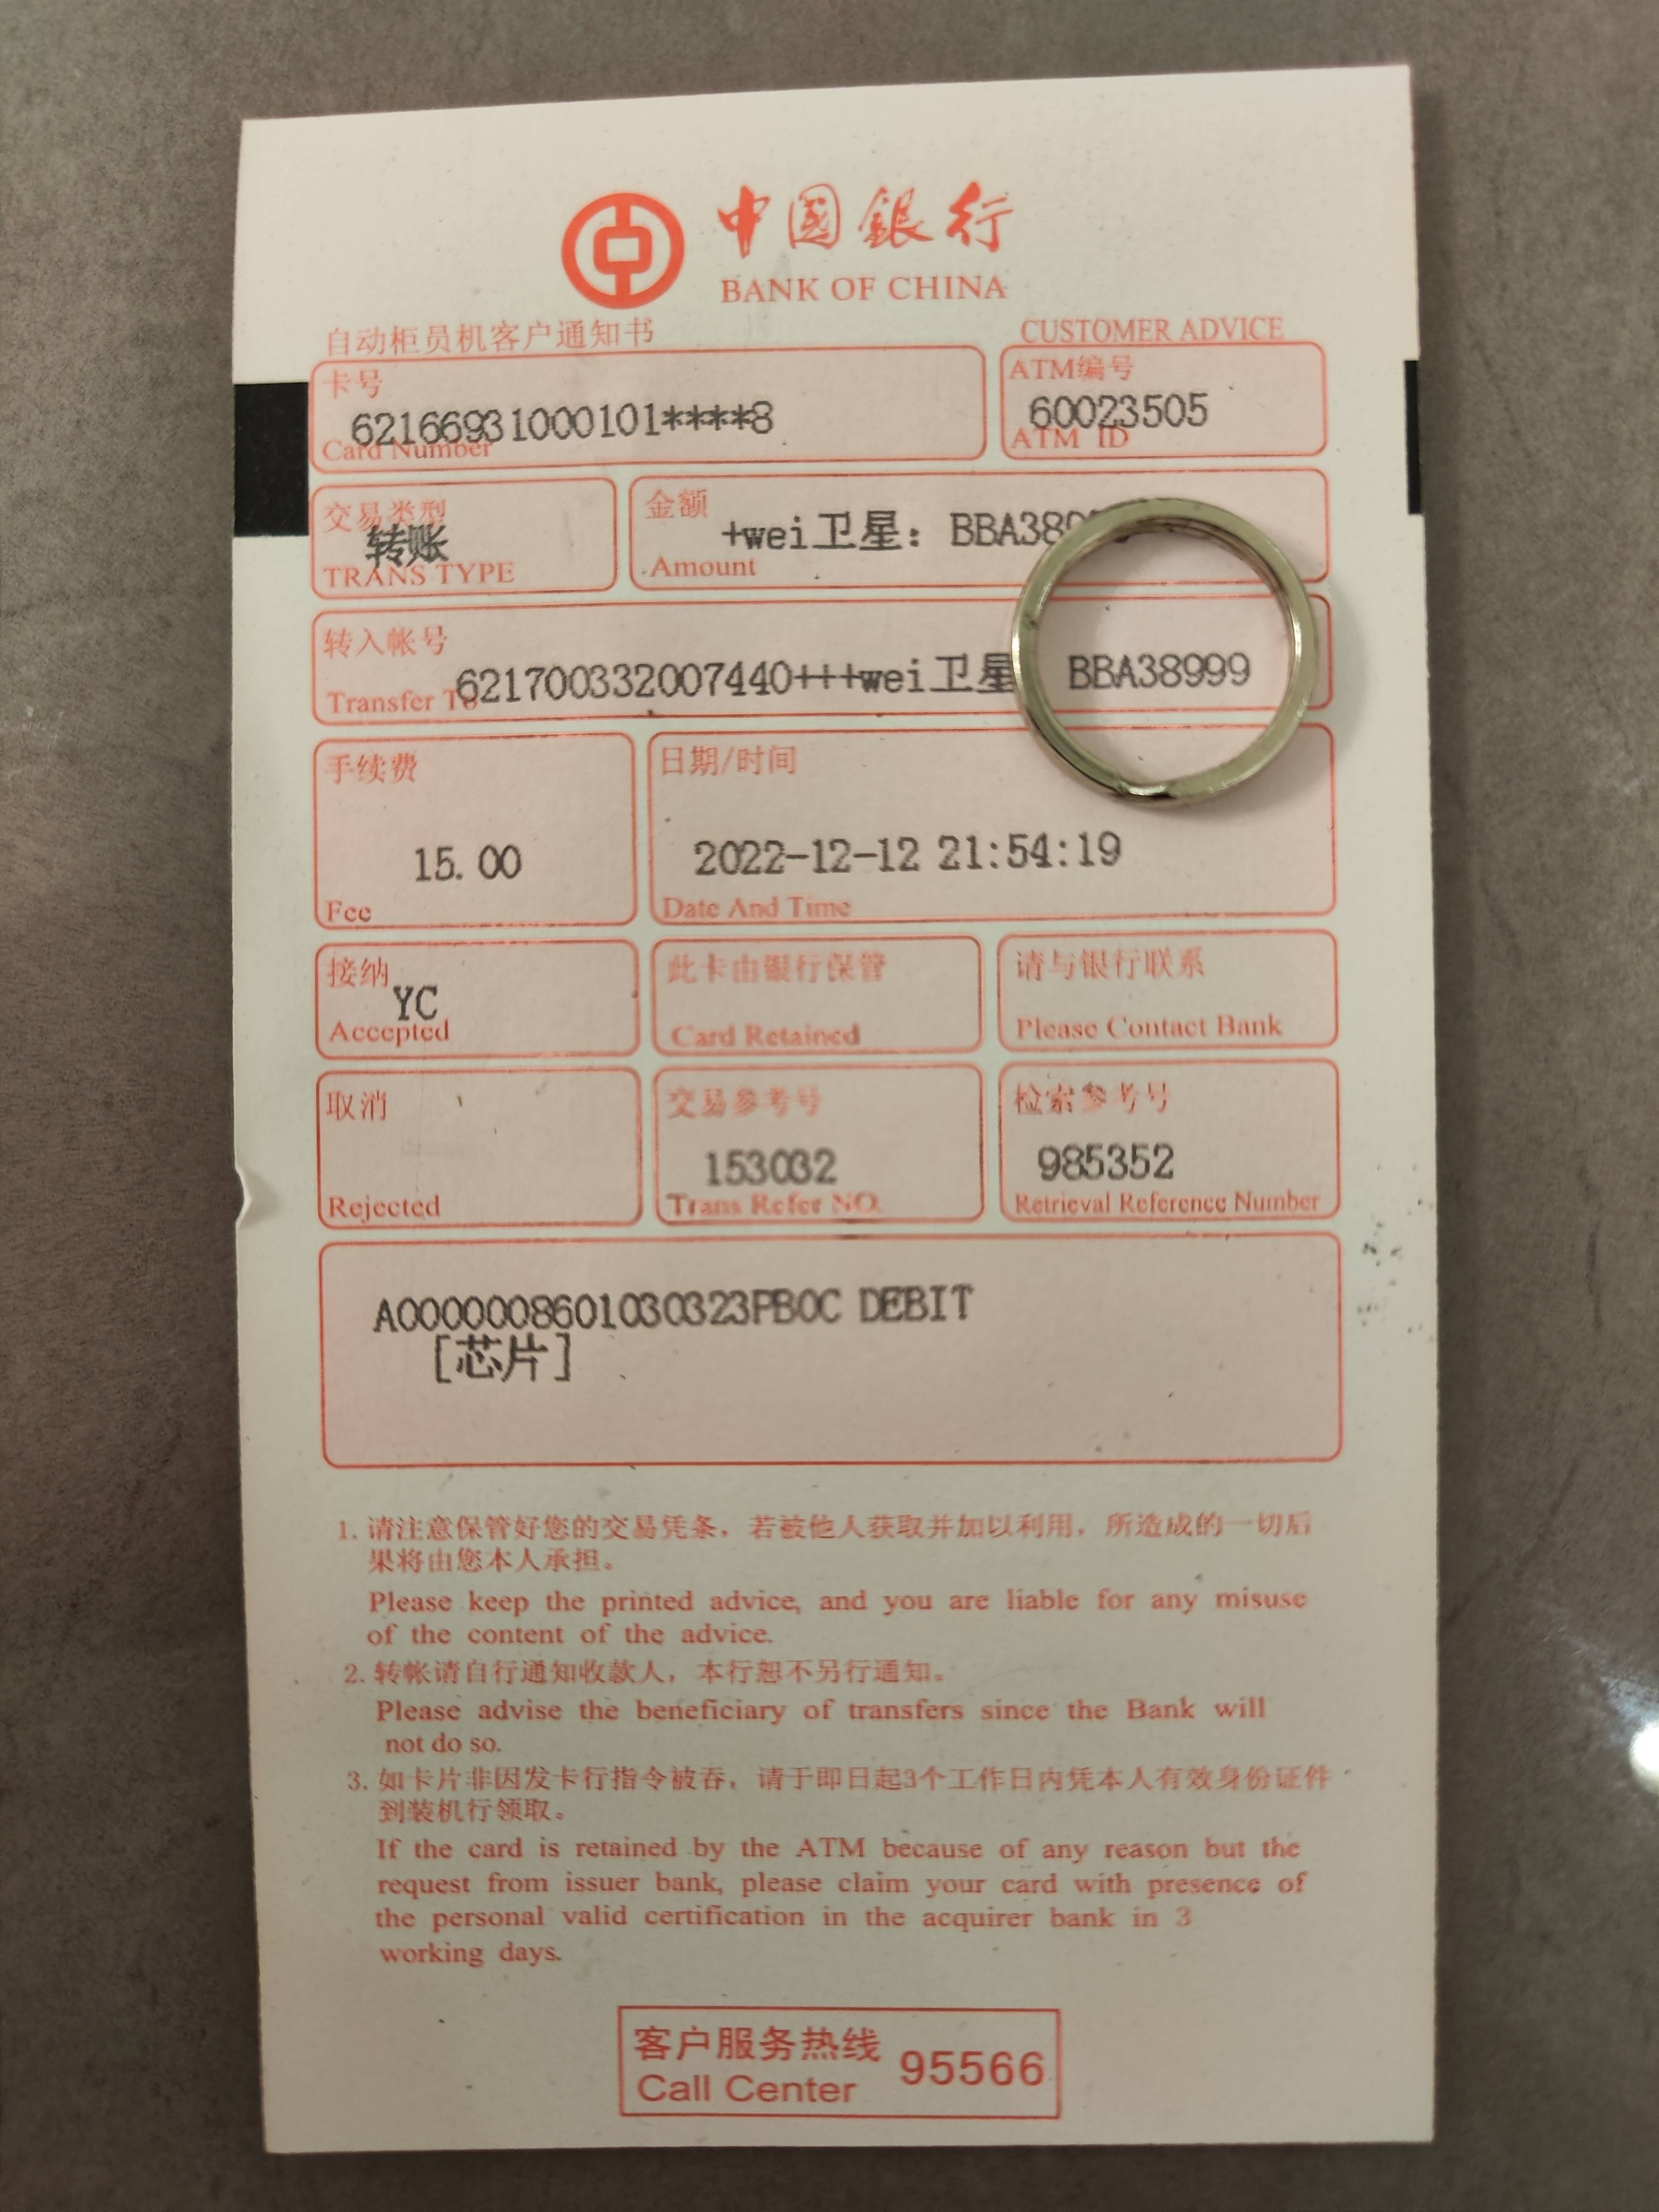 中国銀行
BANK OF CHINA
自动柜员机客户通知书 CUSTOMER ADVICE
卡号 ATM编号
62166931000101****8 60023505
Card Number ATM ID
交易类型 金额
转账 +wei卫星：BBA389
TRANS TYPE Amount
转入帐号
621700332007440+++wei卫星 BBA38999
Transfer To
手续费 日期/时间
15.00 2022-12-12 21:54:19
Fee Date And Time
接纳 此卡由银行保管 请与银行联系
YC
Accepted Card Retained Please Contact Bank
取消 交易参考号 检索参考号
153032 985352
Rejected Trans Refer NO. Retrieval Reference Number
A0000008601030323PBOC DEBIT
[芯片]
1. 请注意保管好您的交易凭条，若被他人获取并加以利用，所造成的一切后
果将由您本人承担。
Please keep the printed advice, and you are liable for any misuse
of the content of the advice.
2. 转帐请自行通知收款人，本行恕不另行通知。
Please advise the beneficiary of transfers since the Bank will
not do so.
3. 如卡片非因发卡行指令被吞，请于即日起3个工作日内凭本人有效身份证件
到装机行领取。
If the card is retained by the ATM because of any reason but the
request from issuer bank, please claim your card with presence of
the personal valid certification in the acquirer bank in 3
working days.
客户服务热线 95566
Call Center